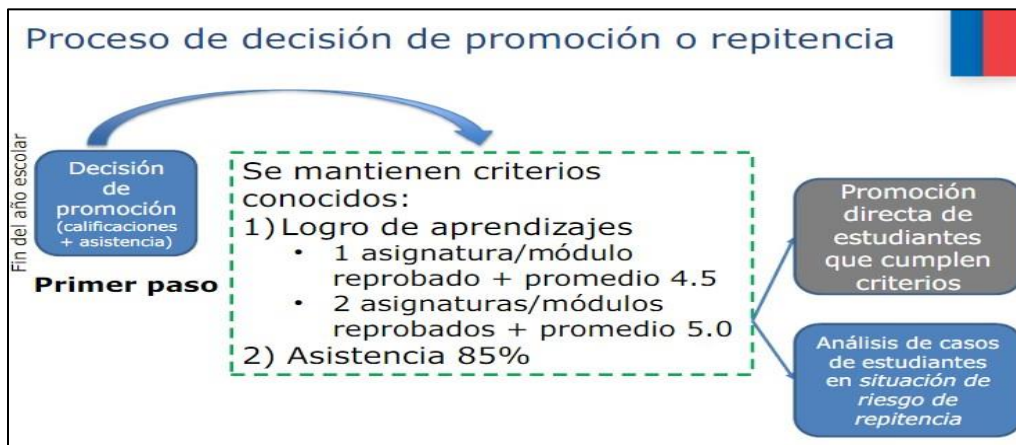 Proceso de decisión de promoción o repitencia
Fin del año escolar
Decisión
de
promoción
(calificaciones
+ asistencia)
Primer paso
Se mantienen criterios
conocidos:
1) Logro de aprendizajes
• 1 asignatura/módulo
reprobado + promedio 4.5
• 2 asignaturas/módulos
reprobados + promedio 5.0
2) Asistencia 85%
Promoción
directa de
estudiantes
que cumplen
criterios
Análisis de casos
de estudiantes
en situación de
riesgo de
repitencia